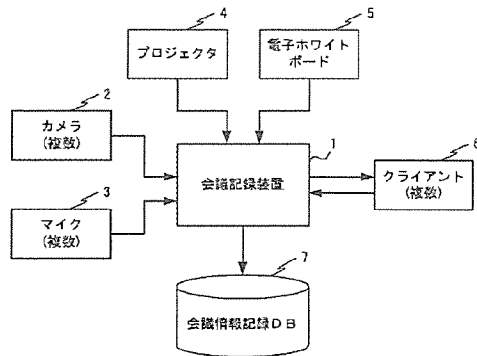 4
プロジェクタ
5
電子ホワイト
ボード
2
カメラ
(複数)
1
会議記録装置
6
クライアント
(複数)
3
マイク
(複数)
7
会議情報記録DB